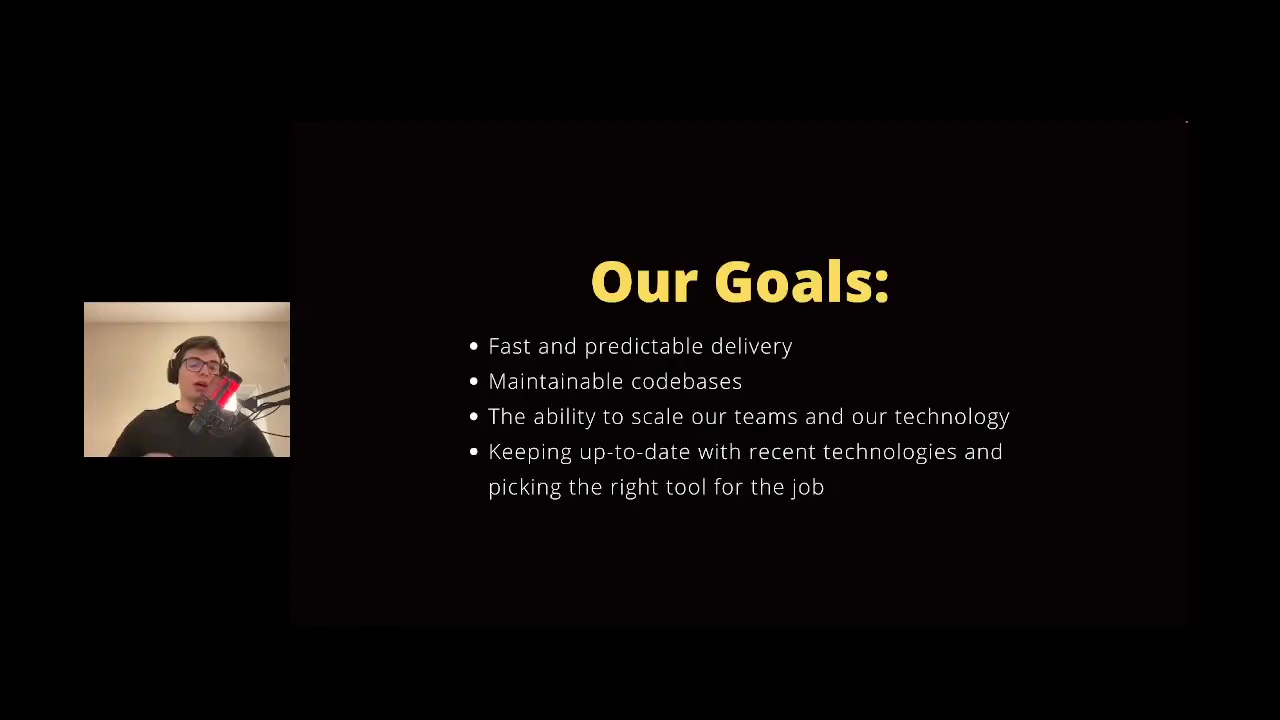 Our Goals:
• Fast and predictable delivery
• Maintainable codebases
• The ability to scale our teams and our technology
• Keeping up-to-date with recent technologies and
picking the right tool for the job